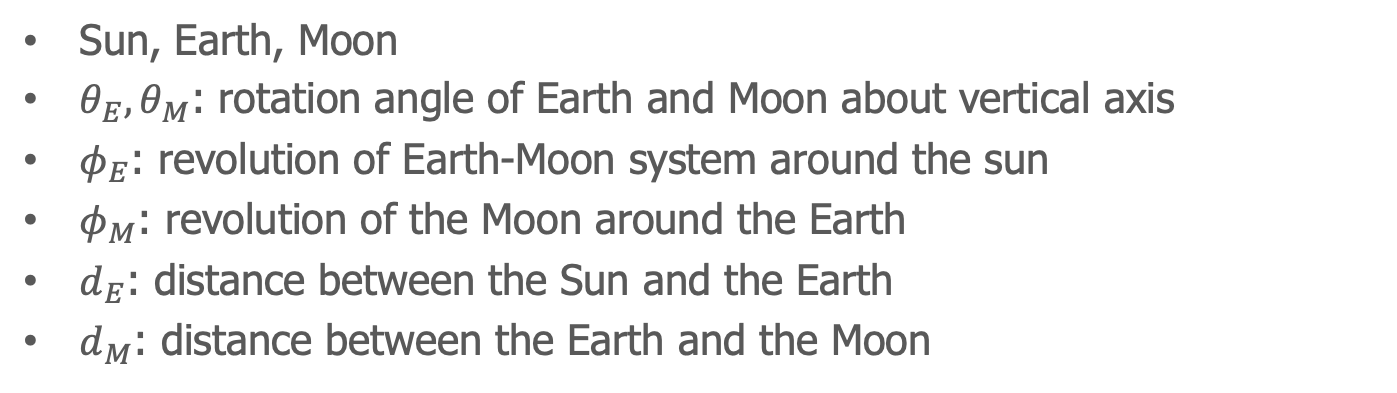 • Sun, Earth, Moon
• θ_E, θ_M: rotation angle of Earth and Moon about vertical axis
• ϕ_E: revolution of Earth-Moon system around the sun
• ϕ_M: revolution of the Moon around the Earth
• d_E: distance between the Sun and the Earth
• d_M: distance between the Earth and the Moon